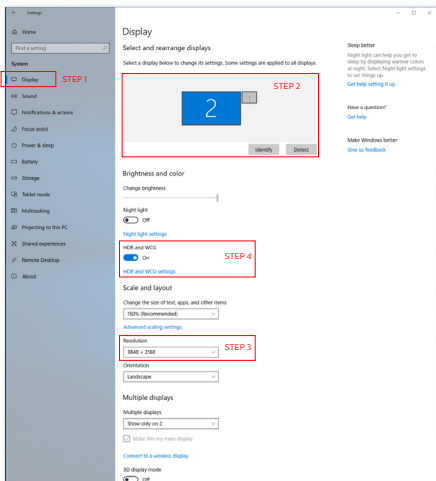 Settings
Home
Find a setting
System
Display
STEP 1
Sound
Notifications & actions
Focus assist
Power & sleep
Battery
Storage
Tablet mode
Multitasking
Projecting to this PC
Shared experiences
Remote Desktop
About
Display
Select and rearrange displays
Select a display below to change its settings. Some settings are applied to all displays.
STEP 2
2
1
Identify
Detect
Brightness and color
Change brightness
Night light
Off
Night light settings
HDR and WCG
On
STEP 4
HDR and WCG settings
Scale and layout
Change the size of text, apps, and other items
150% (Recommended)
Advanced scaling settings
Resolution
3840 × 2160
STEP 3
Orientation
Landscape
Multiple displays
Multiple displays
Show only on 2
Make this my main display
Connect to a wireless display
3D display mode
Off
Sleep better
Night light can help you get to
sleep by displaying warmer colors
at night. Select Night light settings
to set things up.
Get help setting it up
Have a question?
Get help
Make Windows better
Give us feedback